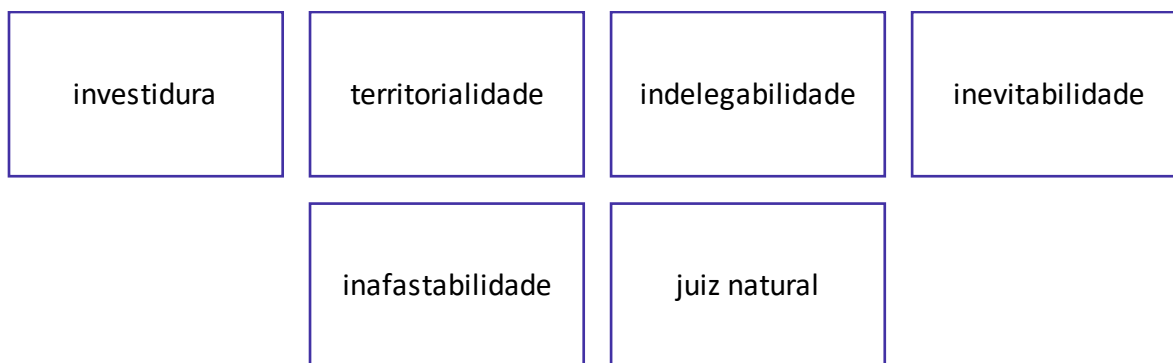 investidura
territorialidade
indelegabilidade
inevitabilidade
inafastabilidade
juiz natural